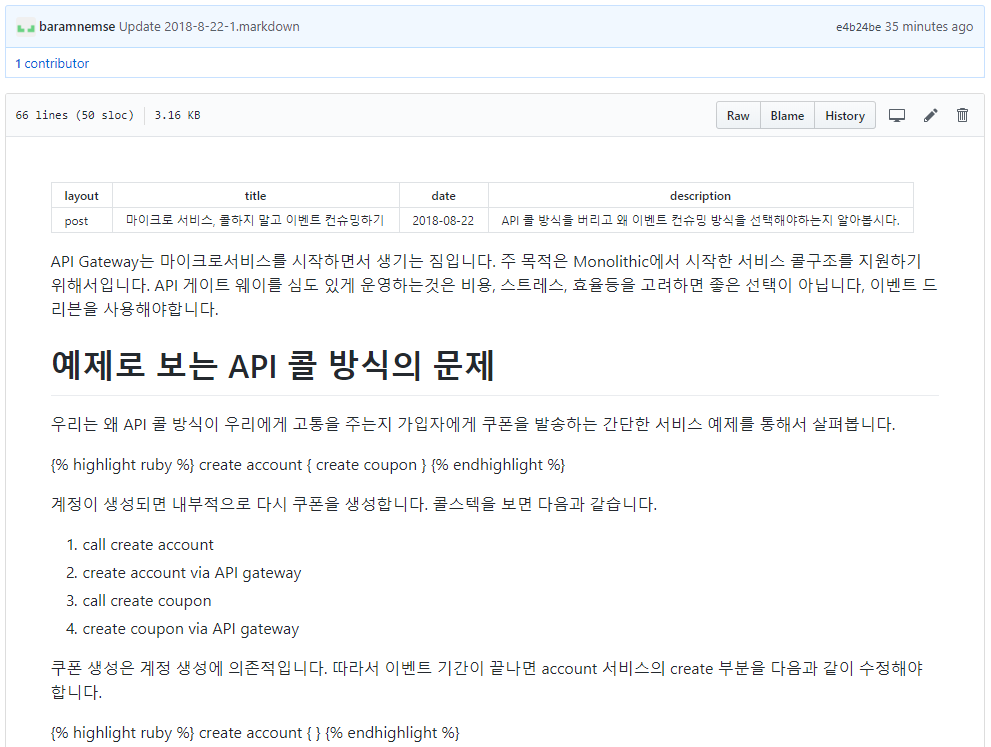 baramnemse Update 2018-8-22-1.markdown e4b24be 35 minutes ago
1 contributor
66 lines (50 sloc) 3.16 KB Raw Blame History
layout title date description
post 마이크로 서비스, 콜하지 말고 이벤트 컨슈밍하기 2018-08-22 API 콜 방식을 버리고 왜 이벤트 컨슈밍 방식을 선택해야하는지 알아봅시다.
API Gateway는 마이크로서비스를 시작하면서 생기는 짐입니다. 주 목적은 Monolithic에서 시작한 서비스 콜구조를 지원하기
위해서입니다. API 게이트 웨이를 심도 있게 운영하는것은 비용, 스트레스, 효율등을 고려하면 좋은 선택이 아닙니다, 이벤트 드
리븐을 사용해야합니다.
예제로 보는 API 콜 방식의 문제
우리는 왜 API 콜 방식이 우리에게 고통을 주는지 가입자에게 쿠폰을 발송하는 간단한 서비스 예제를 통해서 살펴봅니다.
{% highlight ruby %} create account { create coupon } {% endhighlight %}
계정이 생성되면 내부적으로 다시 쿠폰을 생성합니다. 콜스텍을 보면 다음과 같습니다.
1. call create account
2. create account via API gateway
3. call create coupon
4. create coupon via API gateway
쿠폰 생성은 계정 생성에 의존적입니다. 따라서 이벤트 기간이 끝나면 account 서비스의 create 부분을 다음과 같이 수정해야
합니다.
{% highlight ruby %} create account { } {% endhighlight %}